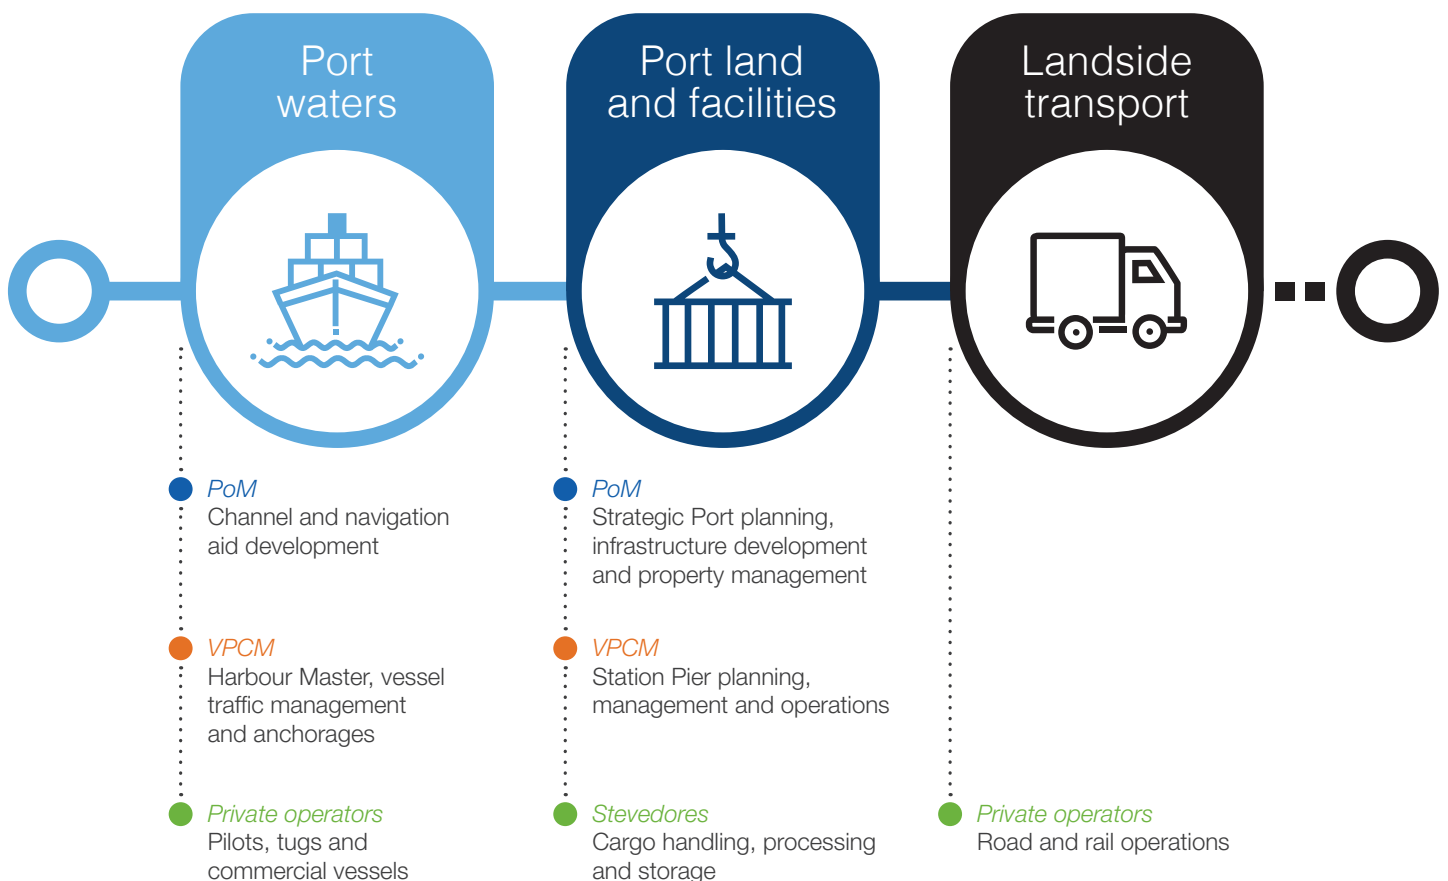 Port
waters
PoM
Channel and navigation
aid development
VPCM
Harbour Master, vessel
traffic management
and anchorages
Private operators
Pilots, tugs and
commercial vessels
Port land
and facilities
PoM
Strategic Port planning,
infrastructure development
and property management
VPCM
Station Pier planning,
management and operations
Stevedores
Cargo handling, processing
and storage
Landside
transport
Private operators
Road and rail operations